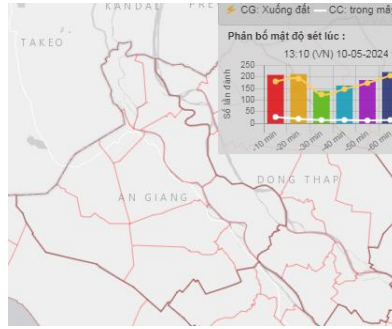 KANDAL
TAKEO
CG: Xuống đất CC: trong mây
Phân bố mật độ sét lúc :
13:10 (VN) 10-05-2024
Số lần đánh
250
200
150
100
50
0
-10 min
-20 min
-30 min
-40 min
-50 min
-60 min
AN GIANG
DONG THAP